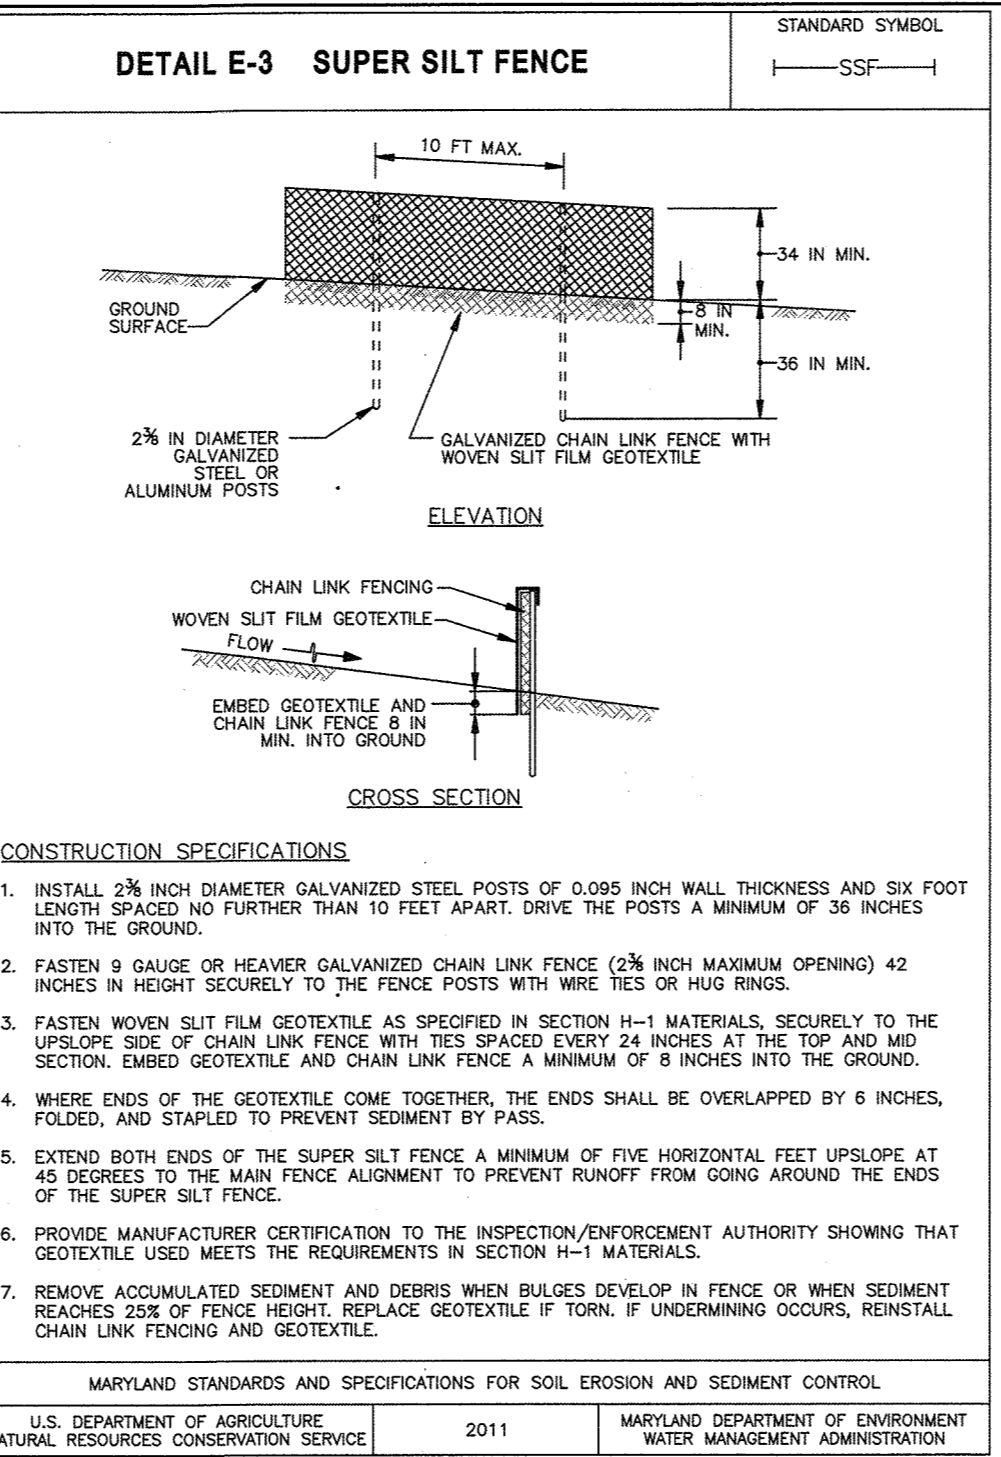 DETAIL E-3 SUPER SILT FENCE
STANDARD SYMBOL
SSF
10 FT MAX.
34 IN MIN.
GROUND
SURFACE
8 IN
MIN.
36 IN MIN.
2⅜ IN DIAMETER
GALVANIZED
STEEL OR
ALUMINUM POSTS
GALVANIZED CHAIN LINK FENCE WITH
WOVEN SLIT FILM GEOTEXTILE
ELEVATION
CHAIN LINK FENCING
WOVEN SLIT FILM GEOTEXTILE
FLOW
EMBED GEOTEXTILE AND
CHAIN LINK FENCE 8 IN
MIN. INTO GROUND
CROSS SECTION
CONSTRUCTION SPECIFICATIONS
1. INSTALL 2⅜ INCH DIAMETER GALVANIZED STEEL POSTS OF 0.095 INCH WALL THICKNESS AND SIX FOOT
LENGTH SPACED NO FURTHER THAN 10 FEET APART. DRIVE THE POSTS A MINIMUM OF 36 INCHES
INTO THE GROUND.
2. FASTEN 9 GAUGE OR HEAVIER GALVANIZED CHAIN LINK FENCE (2⅜ INCH MAXIMUM OPENING) 42
INCHES IN HEIGHT SECURELY TO THE FENCE POSTS WITH WIRE TIES OR HUG RINGS.
3. FASTEN WOVEN SLIT FILM GEOTEXTILE AS SPECIFIED IN SECTION H-1 MATERIALS, SECURELY TO THE
UPSLOPE SIDE OF CHAIN LINK FENCE WITH TIES SPACED EVERY 24 INCHES AT THE TOP AND MID
SECTION. EMBED GEOTEXTILE AND CHAIN LINK FENCE A MINIMUM OF 8 INCHES INTO THE GROUND.
4. WHERE ENDS OF THE GEOTEXTILE COME TOGETHER, THE ENDS SHALL BE OVERLAPPED BY 6 INCHES,
FOLDED, AND STAPLED TO PREVENT SEDIMENT BY PASS.
5. EXTEND BOTH ENDS OF THE SUPER SILT FENCE A MINIMUM OF FIVE HORIZONTAL FEET UPSLOPE AT
45 DEGREES TO THE MAIN FENCE ALIGNMENT TO PREVENT RUNOFF FROM GOING AROUND THE ENDS
OF THE SUPER SILT FENCE.
6. PROVIDE MANUFACTURER CERTIFICATION TO THE INSPECTION/ENFORCEMENT AUTHORITY SHOWING THAT
GEOTEXTILE USED MEETS THE REQUIREMENTS IN SECTION H-1 MATERIALS.
7. REMOVE ACCUMULATED SEDIMENT AND DEBRIS WHEN BULGES DEVELOP IN FENCE OR WHEN SEDIMENT
REACHES 25% OF FENCE HEIGHT. REPLACE GEOTEXTILE IF TORN. IF UNDERMINING OCCURS, REINSTALL
CHAIN LINK FENCING AND GEOTEXTILE.
MARYLAND STANDARDS AND SPECIFICATIONS FOR SOIL EROSION AND SEDIMENT CONTROL
U.S. DEPARTMENT OF AGRICULTURE
ATURAL RESOURCES CONSERVATION SERVICE
2011
MARYLAND DEPARTMENT OF ENVIRONMENT
WATER MANAGEMENT ADMINISTRATION